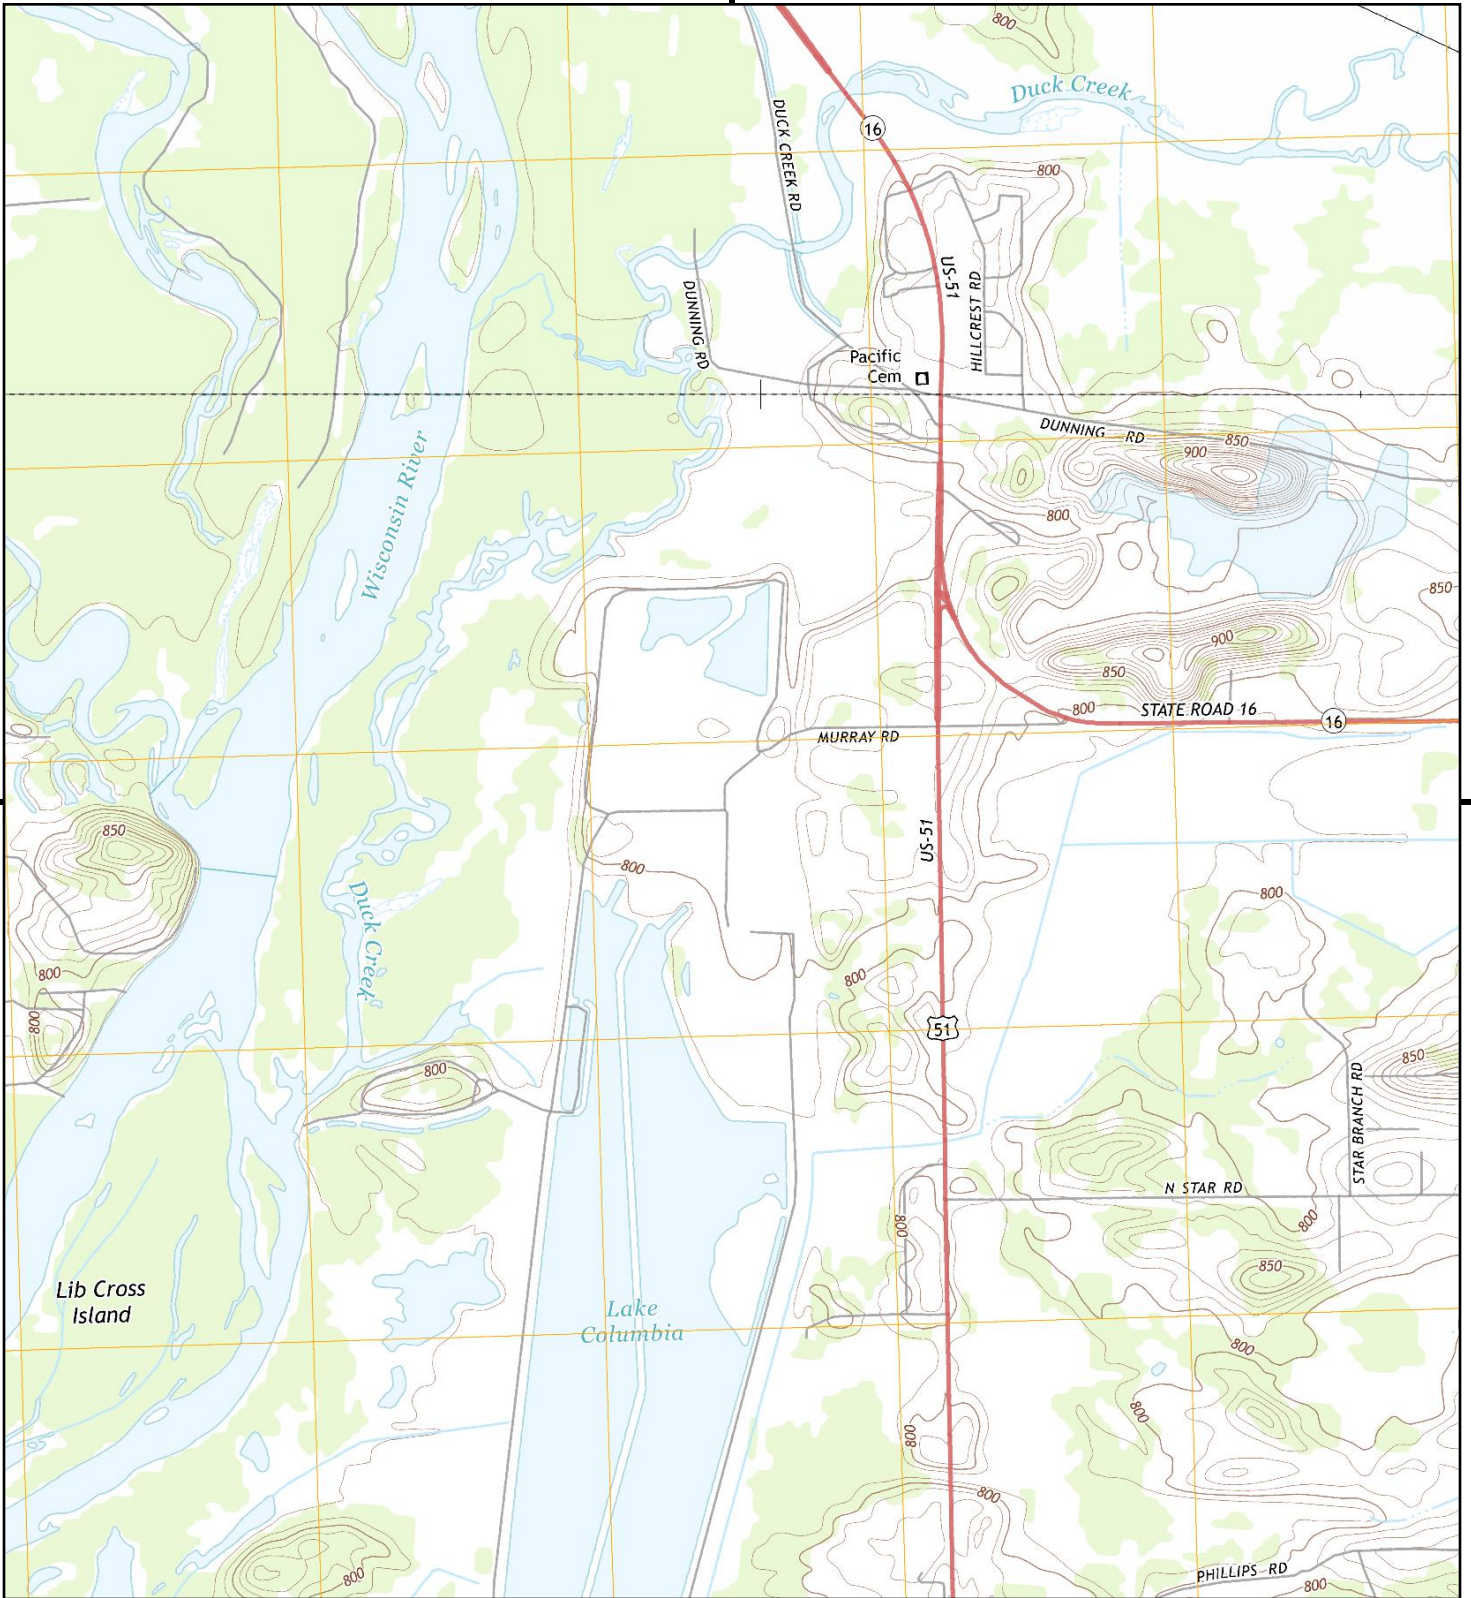 800
Duck Creek
16
DUCK CREEK RD
800
US-51
HILLCREST RD
DUNNING RD
Pacific
Cem
DUNNING RD
850
900
Wisconsin River
800
850
900
850
800
STATE ROAD 16
16
MURRAY RD
US-51
850
800
Duck Creek
800
800
800
800
51
800
850
STAR BRANCH RD
N STAR RD
800
800
850
Lib Cross
Island
Lake
Columbia
800
800
800
800
800
PHILLIPS RD
800